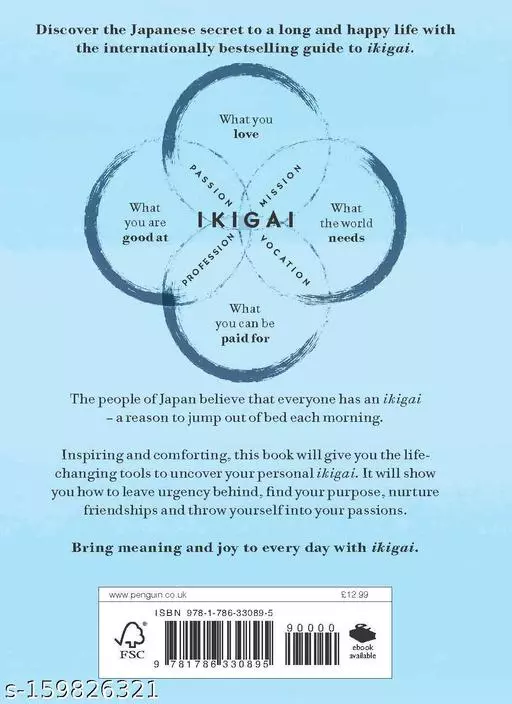 Discover the Japanese secret to a long and happy life with
the internationally bestselling guide to ikigai.
What you
love
PASSION
MISSION
What
you are
good at
IKIGAI
What
the world
needs
PROFESSION
VOCATION
What
you can be
paid for
The people of Japan believe that everyone has an ikigai
– a reason to jump out of bed each morning.
Inspiring and comforting, this book will give you the life-
changing tools to uncover your personal ikigai. It will show
you how to leave urgency behind, find your purpose, nurture
friendships and throw yourself into your passions.
Bring meaning and joy to every day with ikigai.
www.penguin.co.uk
£12.99
ISBN 978-1-786-33089-5
90000
FSC
9 781786 330895
ebook
available
s-159826321